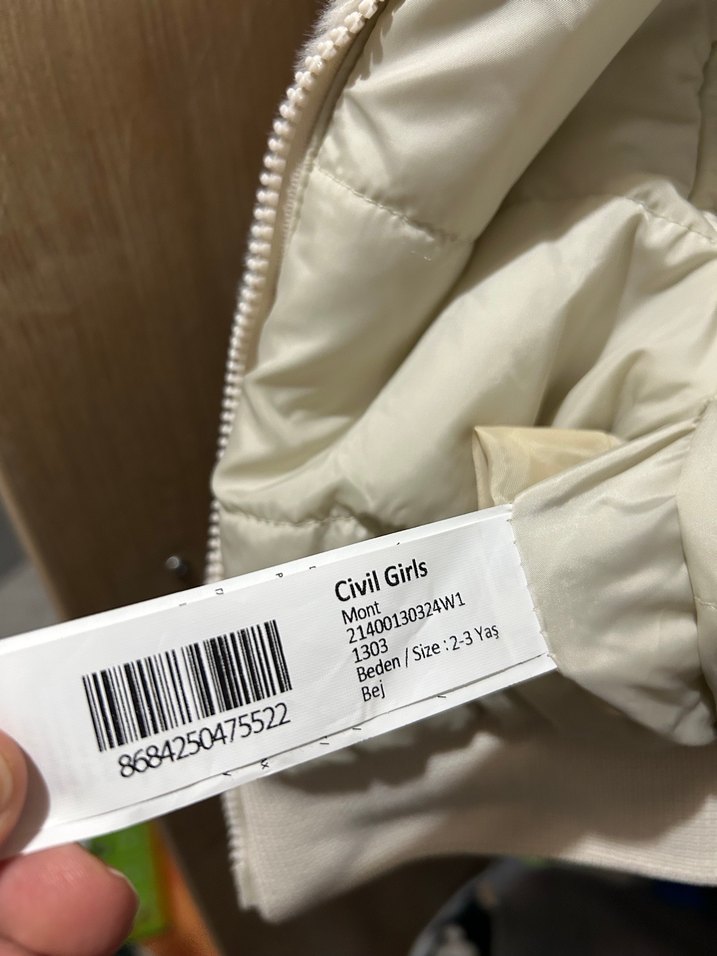 Civil Girls
Mont
21400130324W1
1303
Beden / Size : 2-3 Yaş
Bej
8684250475522